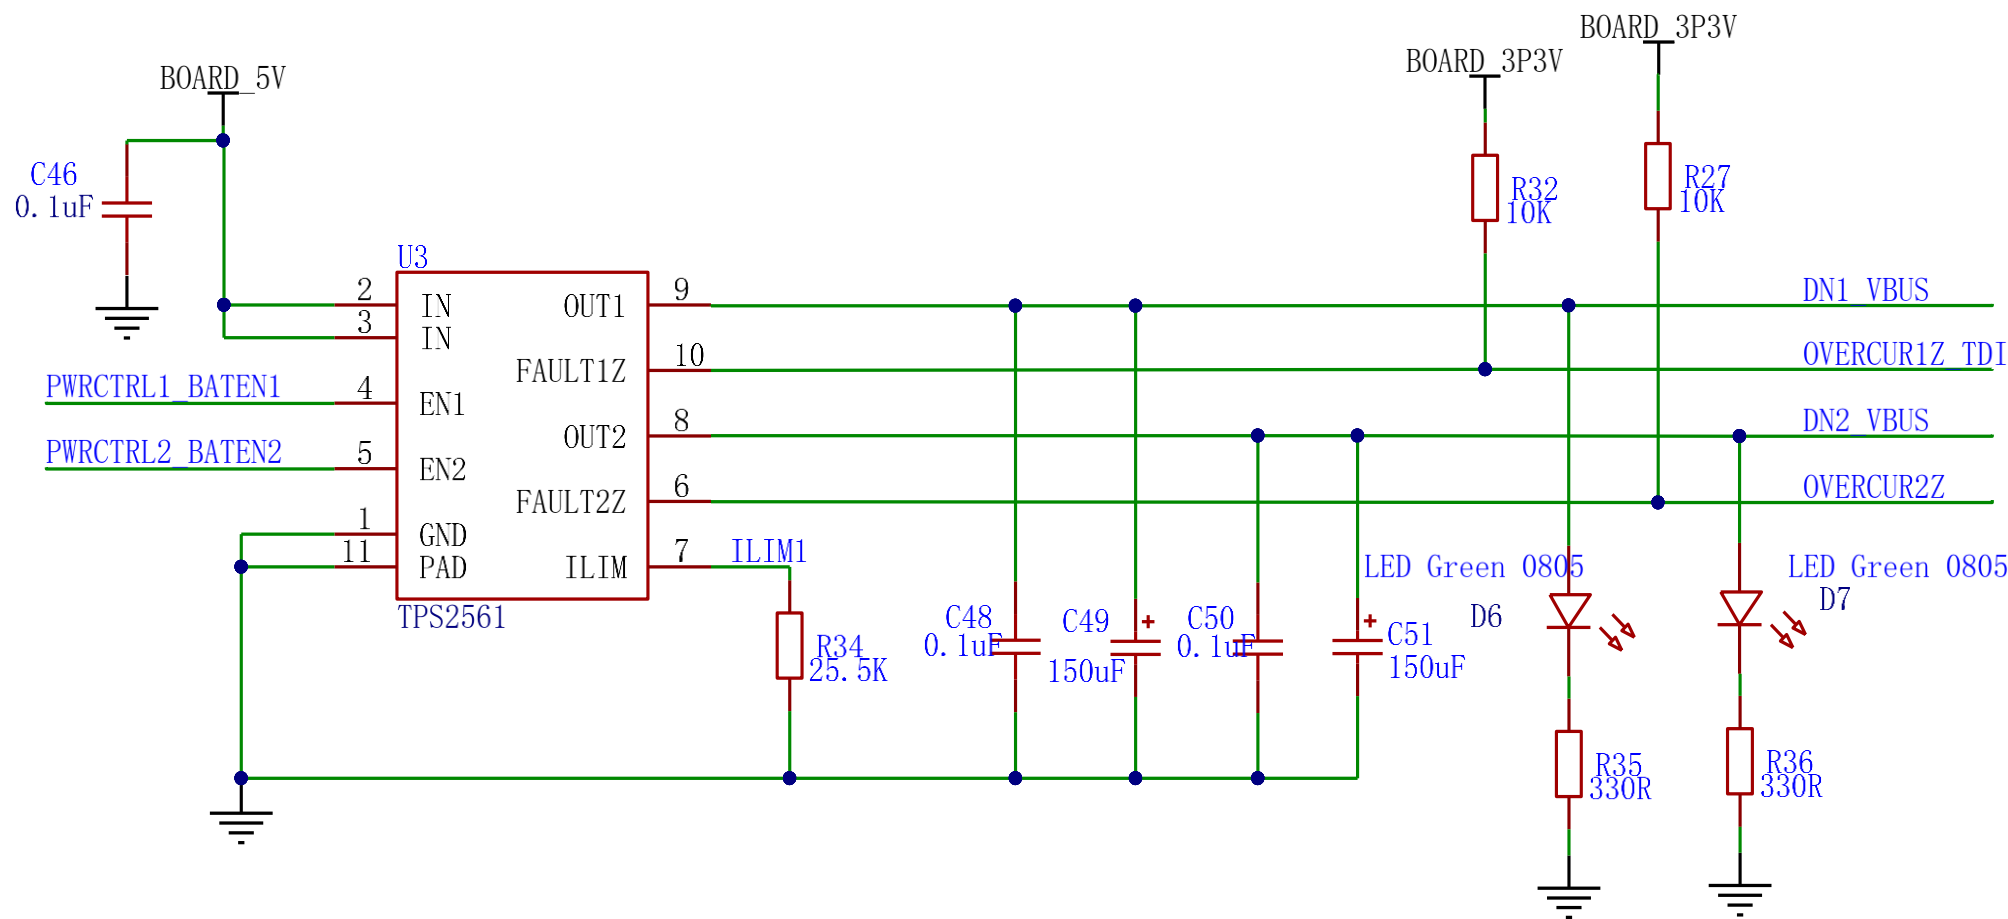 BOARD_3P3V
BOARD_3P3V
BOARD_5V
C46
0.1uF
R32
10K
R27
10K
U3
2
IN
3
IN
4
EN1
5
EN2
1
GND
11
PAD
OUT1
9
FAULT1Z
10
OUT2
8
FAULT2Z
6
ILIM
7
TPS2561
PWRCTRL1_BATEN1
PWRCTRL2_BATEN2
DN1_VBUS
OVERCUR1Z_TDI
DN2_VBUS
OVERCUR2Z
ILIM1
R34
25.5K
C48
0.1uF
C49
+
150uF
C50
0.1uF
+
C51
150uF
LED Green 0805
D6
LED Green 0805
D7
R35
330R
R36
330R